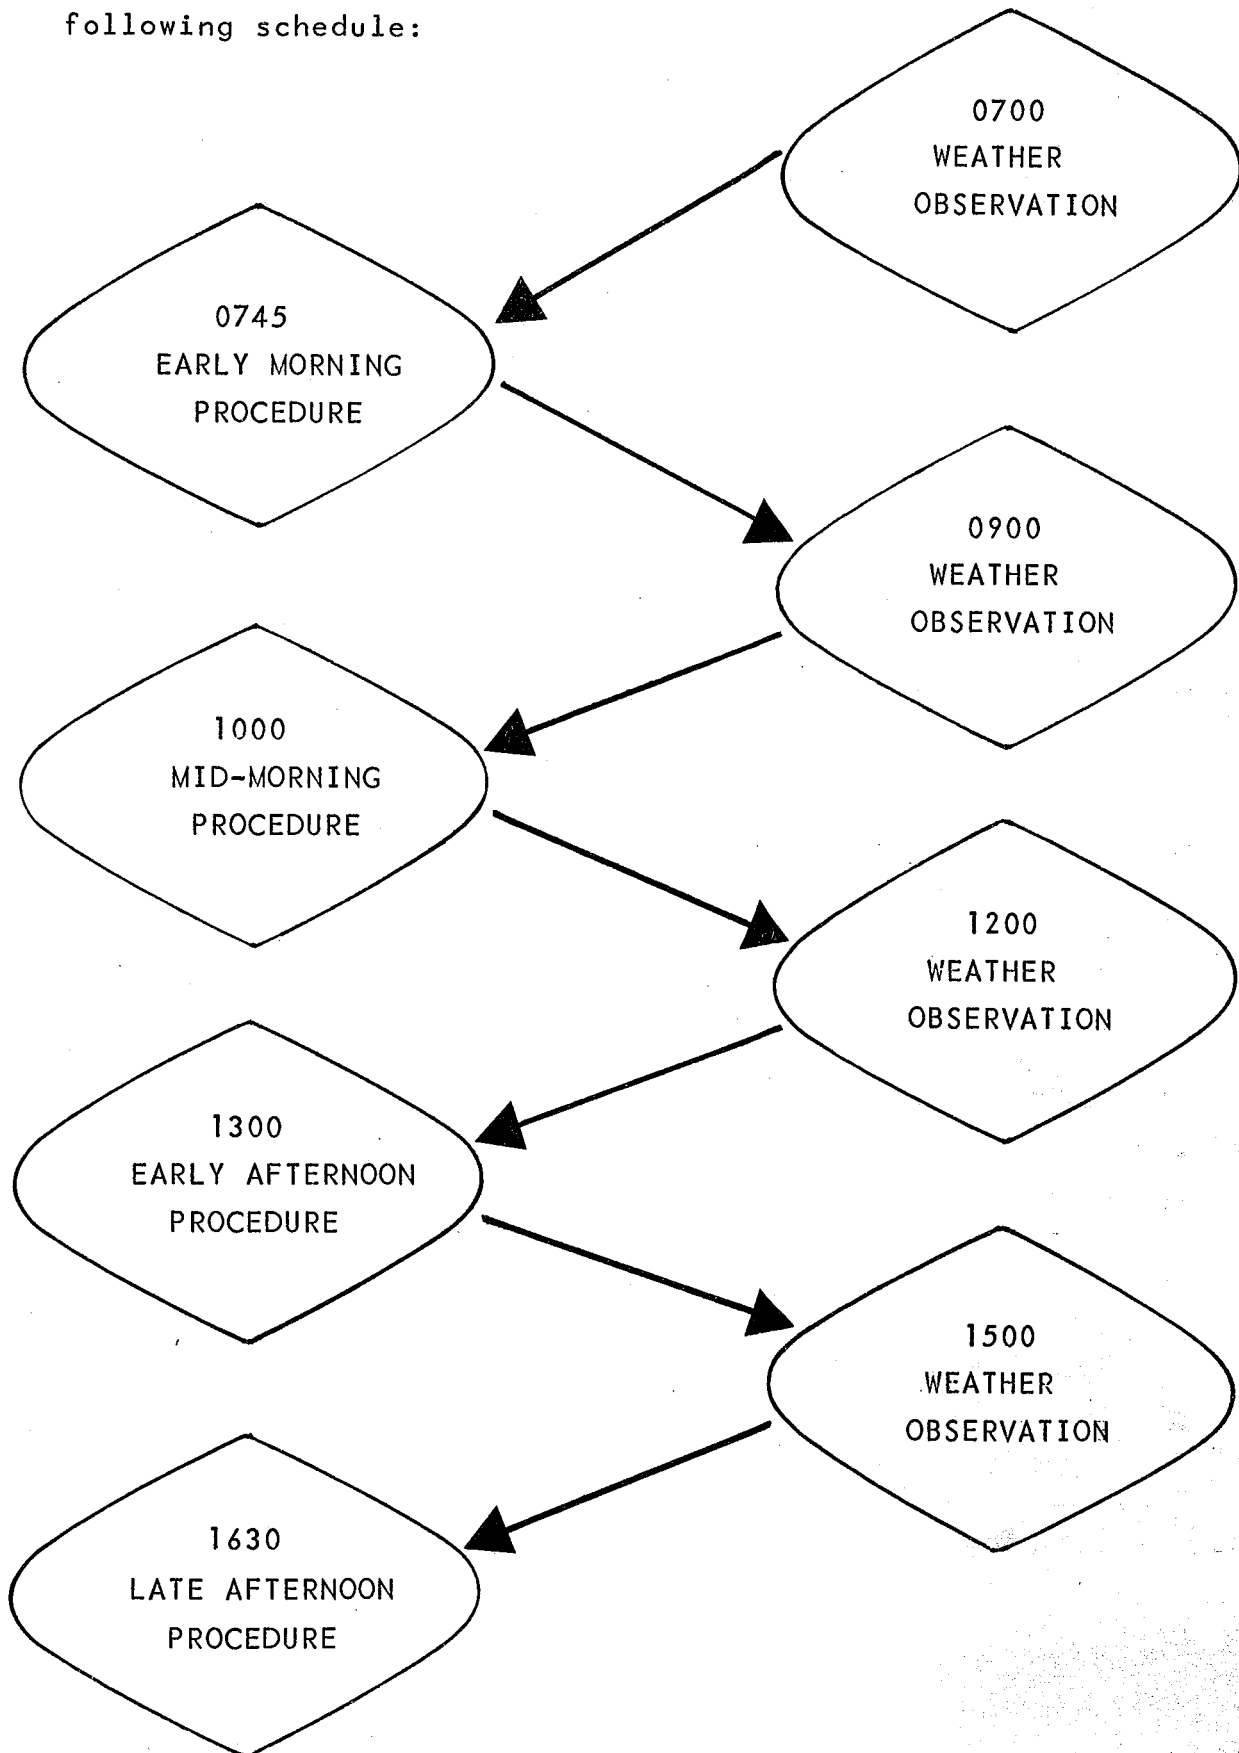 following schedule:
0700
WEATHER
OBSERVATION
0745
EARLY MORNING
PROCEDURE
0900
WEATHER
OBSERVATION
1000
MID-MORNING
PROCEDURE
1200
WEATHER
OBSERVATION
1300
EARLY AFTERNOON
PROCEDURE
1500
WEATHER
OBSERVATION
1630
LATE AFTERNOON
PROCEDURE